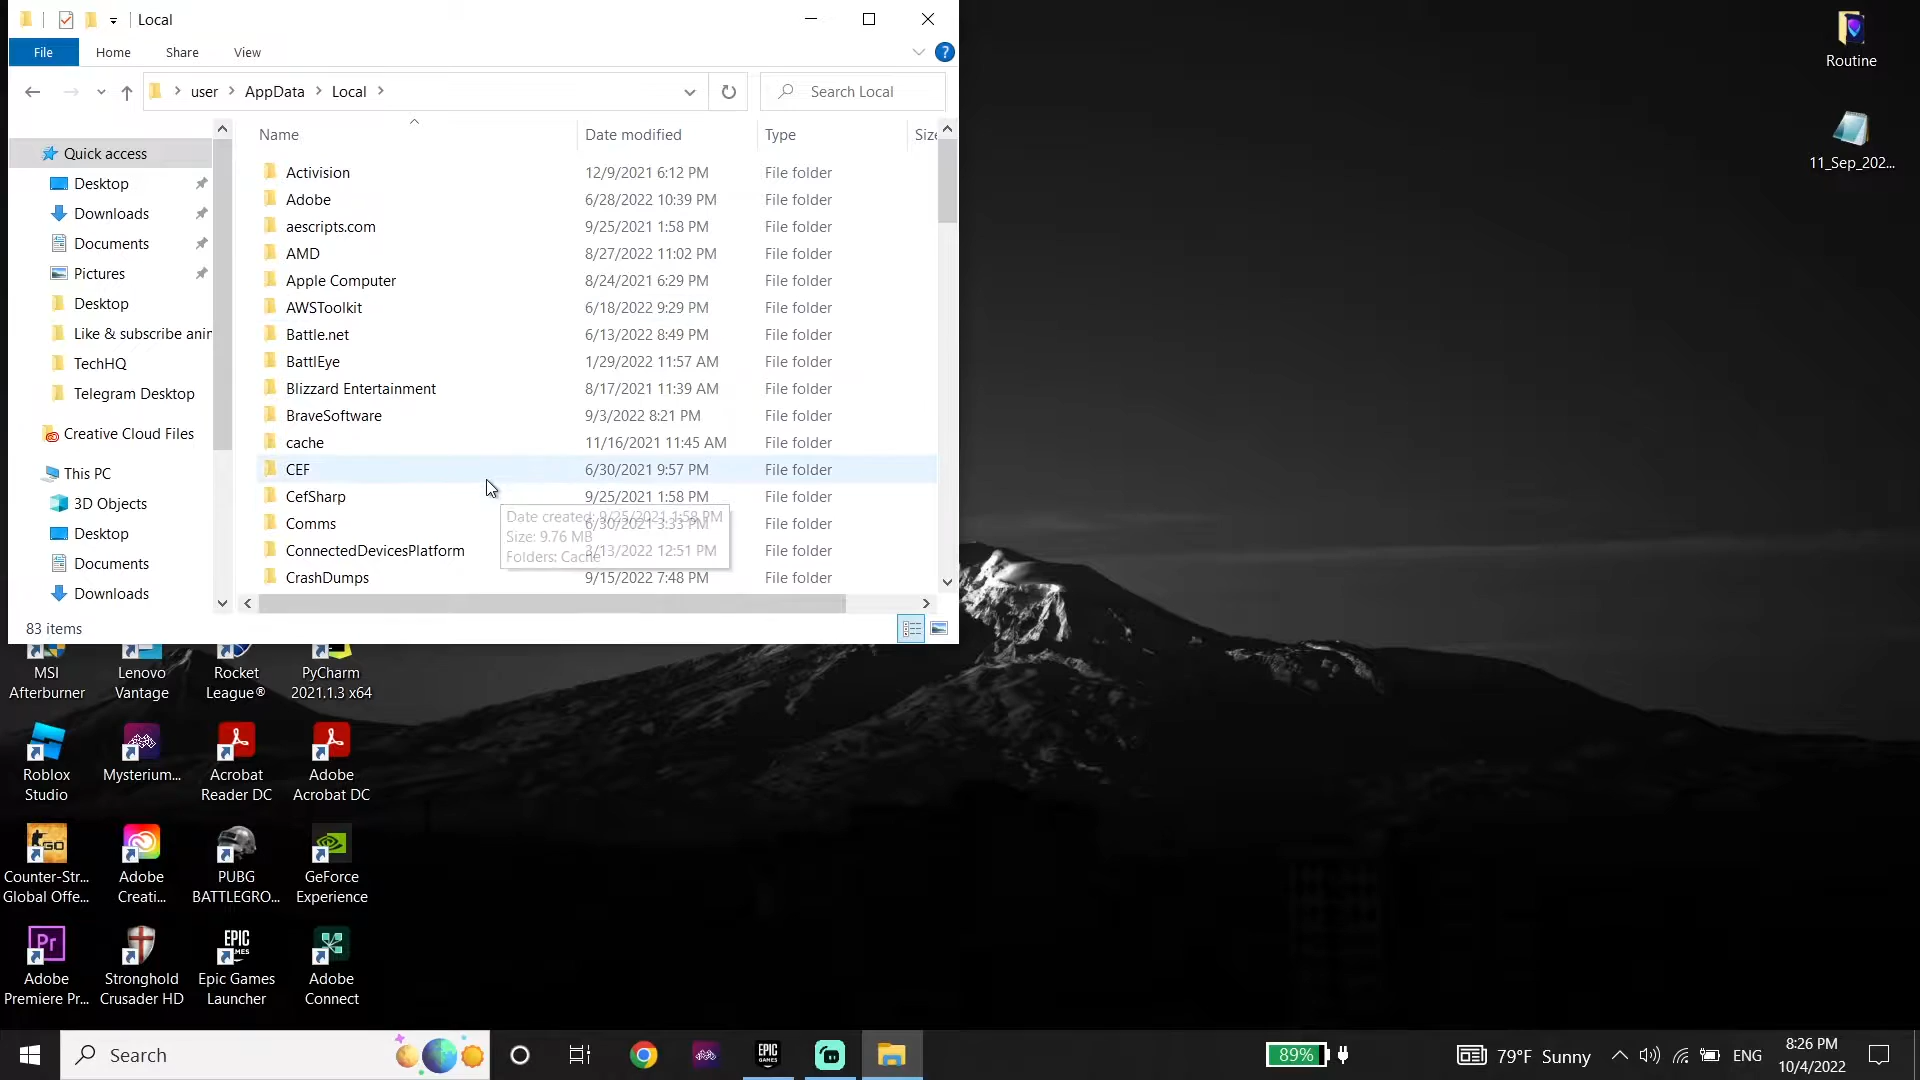 Local
File
Home
Share
View
user
AppData
Local
Search Local
Name
Date modified
Type
Size
Quick access
Desktop
Downloads
Documents
Pictures
Desktop
Like & subscribe anir
TechHQ
Telegram Desktop
Creative Cloud Files
This PC
3D Objects
Desktop
Documents
Downloads
Activision 12/9/2021 6:12 PM File folder
Adobe 6/28/2022 10:39 PM File folder
aescripts.com 9/25/2021 1:58 PM File folder
AMD 8/27/2022 11:02 PM File folder
Apple Computer 8/24/2021 6:29 PM File folder
AWSToolkit 6/18/2022 9:29 PM File folder
Battle.net 6/13/2022 8:49 PM File folder
BattlEye 1/29/2022 11:57 AM File folder
Blizzard Entertainment 8/17/2021 11:39 AM File folder
BraveSoftware 9/3/2022 8:21 PM File folder
cache 11/16/2021 11:45 AM File folder
CEF 6/30/2021 9:57 PM File folder
CefSharp 9/25/2021 1:58 PM File folder
Comms 6/30/2021 3:33 PM File folder
ConnectedDevicesPlatform 3/13/2022 12:51 PM File folder
CrashDumps 9/15/2022 7:48 PM File folder
Date created: 9/25/2021 1:58 PM
Size: 9.76 MB
Folders: Cache
83 items
Routine
11_Sep_202...
MSI
Afterburner
Lenovo
Vantage
Rocket
League®
PyCharm
2021.1.3 x64
Roblox
Studio
Mysterium...
Acrobat
Reader DC
Adobe
Acrobat DC
GO
Counter-Str...
Global Offe...
Adobe
Creati...
PUBG
BATTLEGRO...
GeForce
Experience
Pr
Adobe
Premiere Pr...
Stronghold
Crusader HD
EPIC
GAMES
Epic Games
Launcher
Adobe
Connect
Search
EPIC
GAMES
89%
79°F Sunny
ENG
8:26 PM
10/4/2022